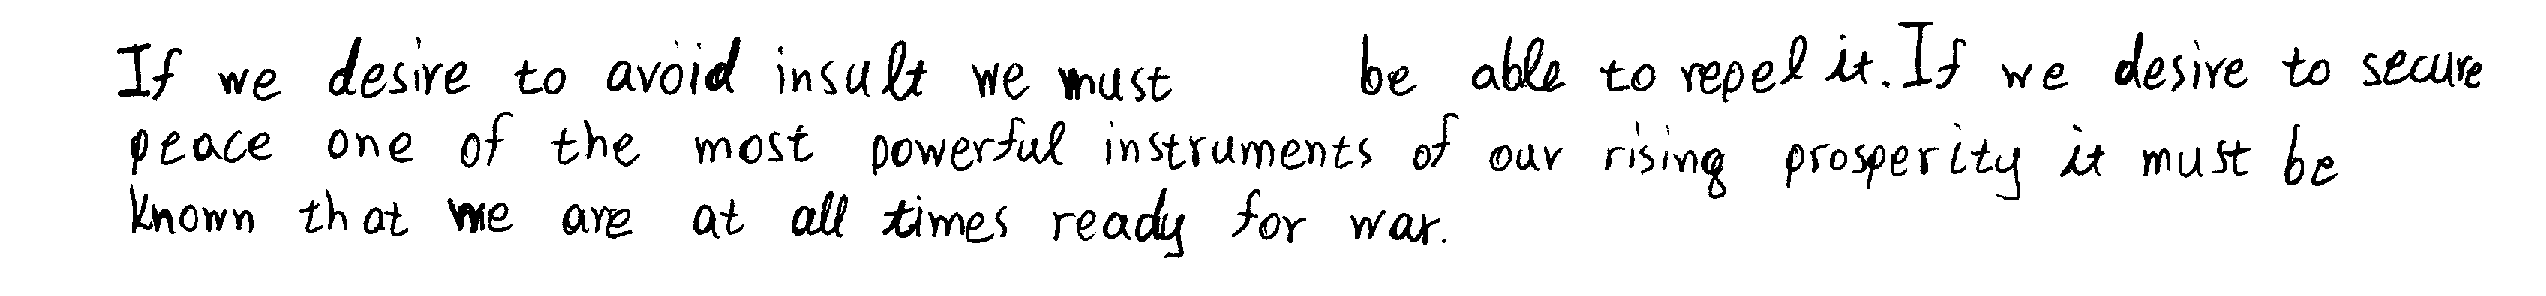 If we desire to avoid insult we must be able to repel it. If we desire to secure
peace one of the most powerful instruments of our rising prosperity it must be
known that we are at all times ready for war.